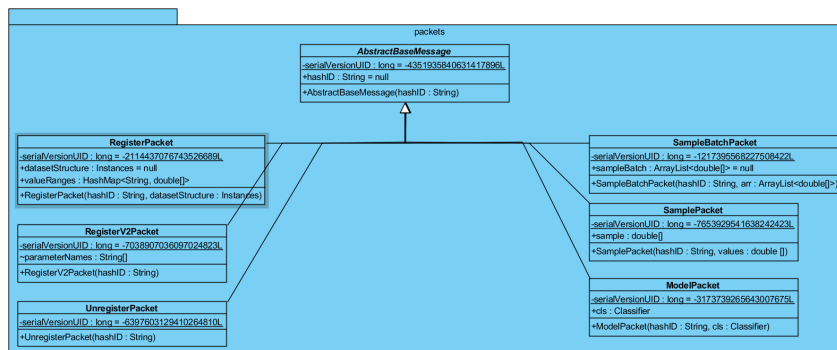 packets
AbstractBaseMessage
-serialVersionUID : long = -4351935840631417896L
+hashID : String = null
+AbstractBaseMessage(hashID : String)
RegisterPacket
-serialVersionUID : long = -2114437076743526689L
+datasetStructure : Instances = null
+valueRanges : HashMap<String, double[]>
+RegisterPacket(hashID : String, datasetStructure : Instances)
SampleBatchPacket
-serialVersionUID : long = -1217395568227508422L
+sampleBatch : ArrayList<double[]> = null
+SampleBatchPacket(hashID : String, arr : ArrayList<double[]>)
SamplePacket
-serialVersionUID : long = -7653929541638242423L
+sample : double[]
+SamplePacket(hashID : String, values : double [])
RegisterV2Packet
-serialVersionUID : long = -7038907036097024823L
~parameterNames : String[]
+RegisterV2Packet(hashID : String)
ModelPacket
-serialVersionUID : long = -3173739265643007675L
+cls : Classifier
+ModelPacket(hashID : String, cls : Classifier)
UnregisterPacket
-serialVersionUID : long = -6397603129410264810L
+UnregisterPacket(hashID : String)